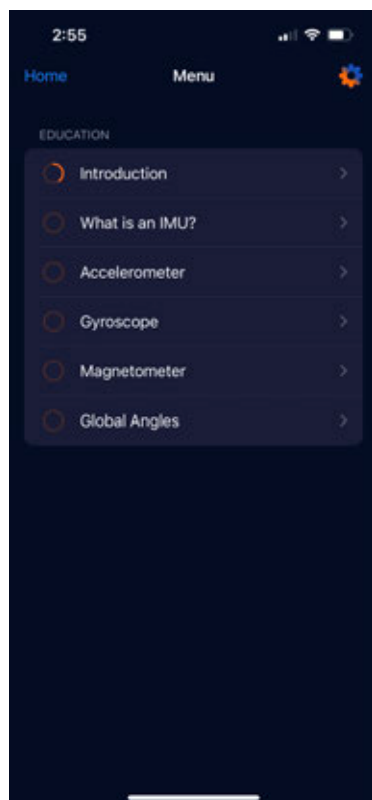 2:55
Home Menu
EDUCATION
Introduction
What is an IMU?
Accelerometer
Gyroscope
Magnetometer
Global Angles